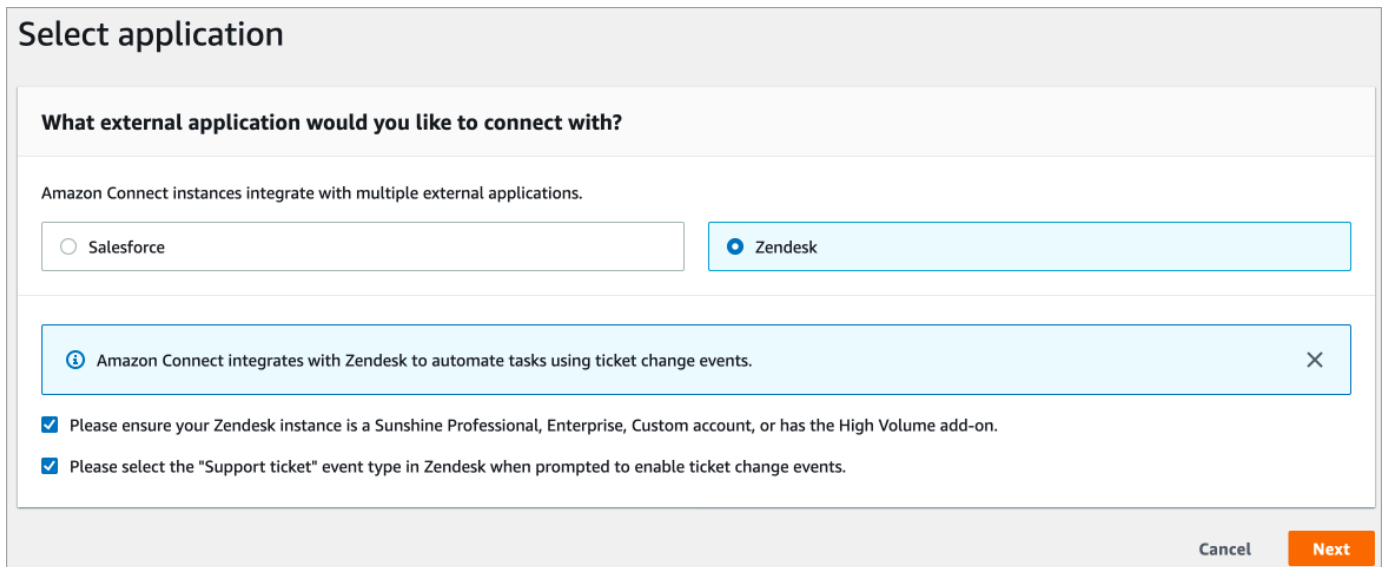 Select application
What external application would you like to connect with?
Amazon Connect instances integrate with multiple external applications.
Salesforce
Zendesk
Amazon Connect integrates with Zendesk to automate tasks using ticket change events.
Please ensure your Zendesk instance is a Sunshine Professional, Enterprise, Custom account, or has the High Volume add-on.
Please select the "Support ticket" event type in Zendesk when prompted to enable ticket change events.
Cancel
Next